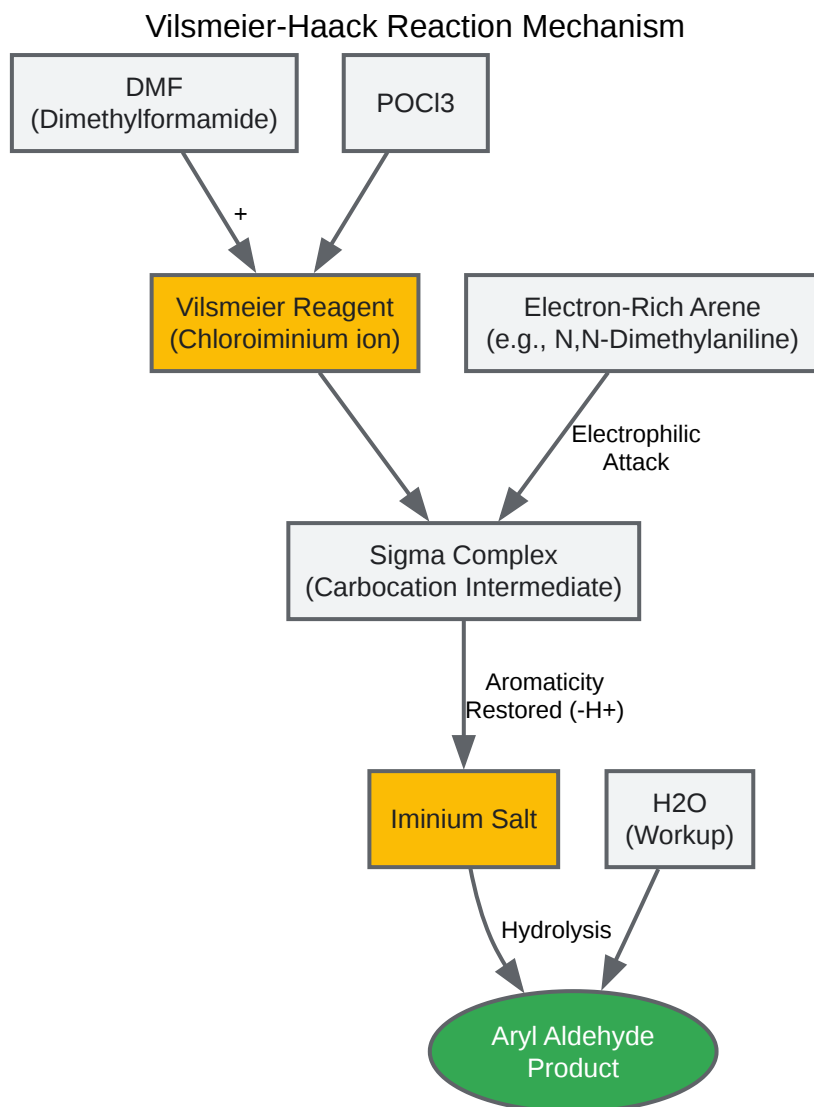 Vilsmeier-Haack Reaction Mechanism
DMF
(Dimethylformamide)
POCl3
+
Vilsmeier Reagent
(Chloroiminium ion)
Electron-Rich Arene
(e.g., N,N-Dimethylaniline)
Electrophilic
Attack
Sigma Complex
(Carbocation Intermediate)
Aromaticity
Restored (-H+)
Iminium Salt
H2O
(Workup)
Hydrolysis
Aryl Aldehyde
Product